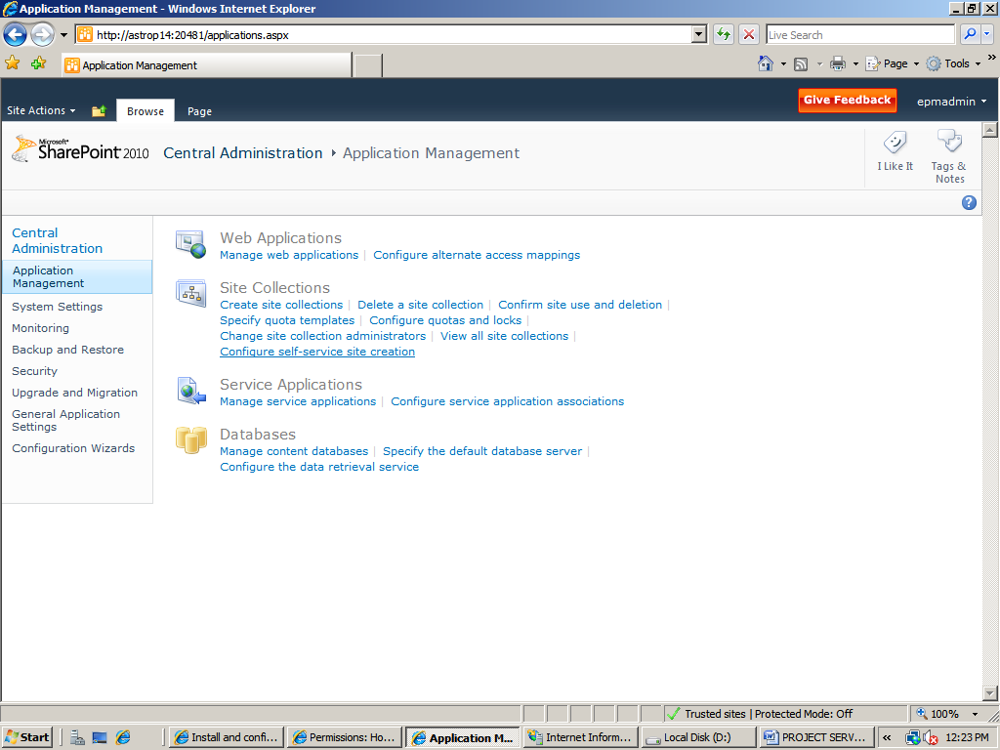 Application Management - Windows Internet Explorer
http://astrop14:20481/applications.aspx
Live Search
Application Management
Page
Tools
»
Site Actions
Browse
Page
Give Feedback
epmadmin
Microsoft®
SharePoint 2010
Central Administration
Application Management
I Like It
Tags &
Notes
?
Central
Administration
Application
Management
System Settings
Monitoring
Backup and Restore
Security
Upgrade and Migration
General Application
Settings
Configuration Wizards
Web Applications
Manage web applications | Configure alternate access mappings
Site Collections
Create site collections | Delete a site collection | Confirm site use and deletion |
Specify quota templates | Configure quotas and locks |
Change site collection administrators | View all site collections |
Configure self-service site creation
Service Applications
Manage service applications | Configure service application associations
Databases
Manage content databases | Specify the default database server |
Configure the data retrieval service
Trusted sites | Protected Mode: Off
100%
Start
Install and confi...
Permissions: Ho...
Application M...
Internet Inform...
Local Disk (D:)
PROJECT SERV...
«
12:23 PM